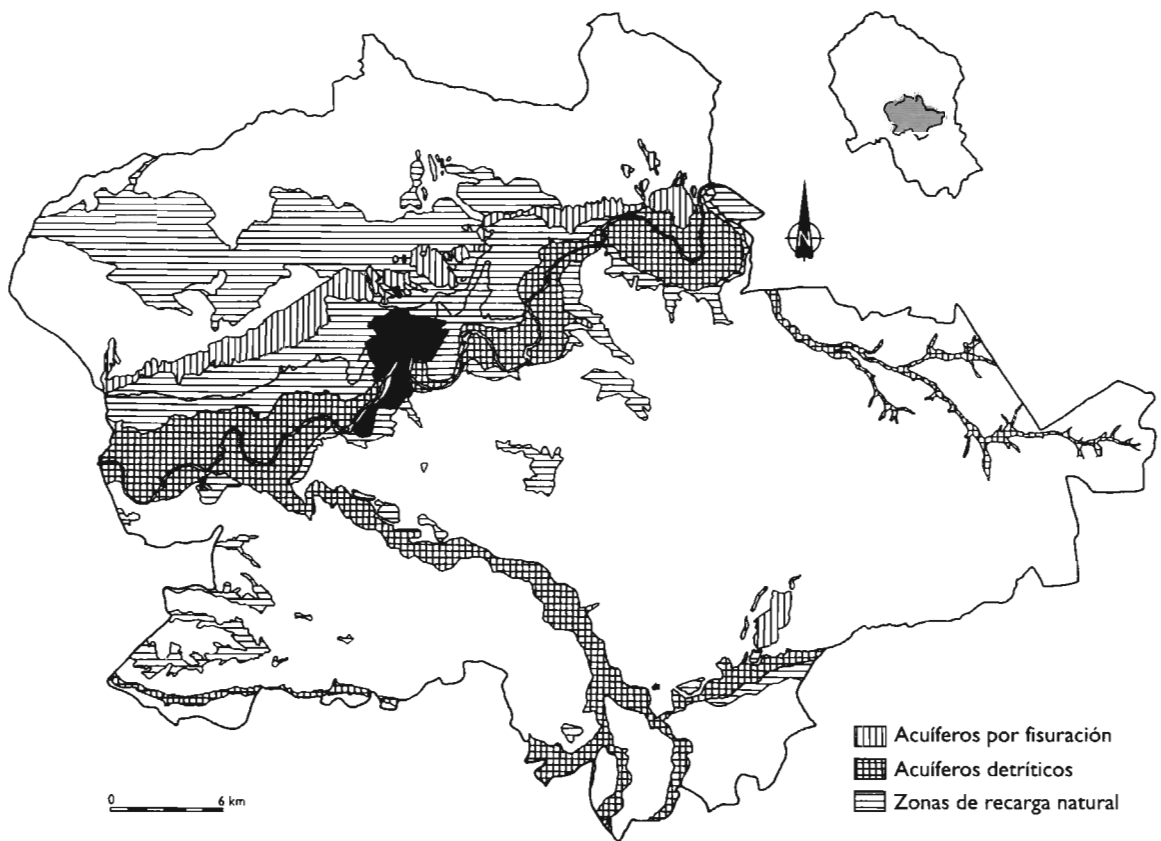 N
Acuíferos por fisuración
Acuíferos detríticos
Zonas de recarga natural
0 6 km